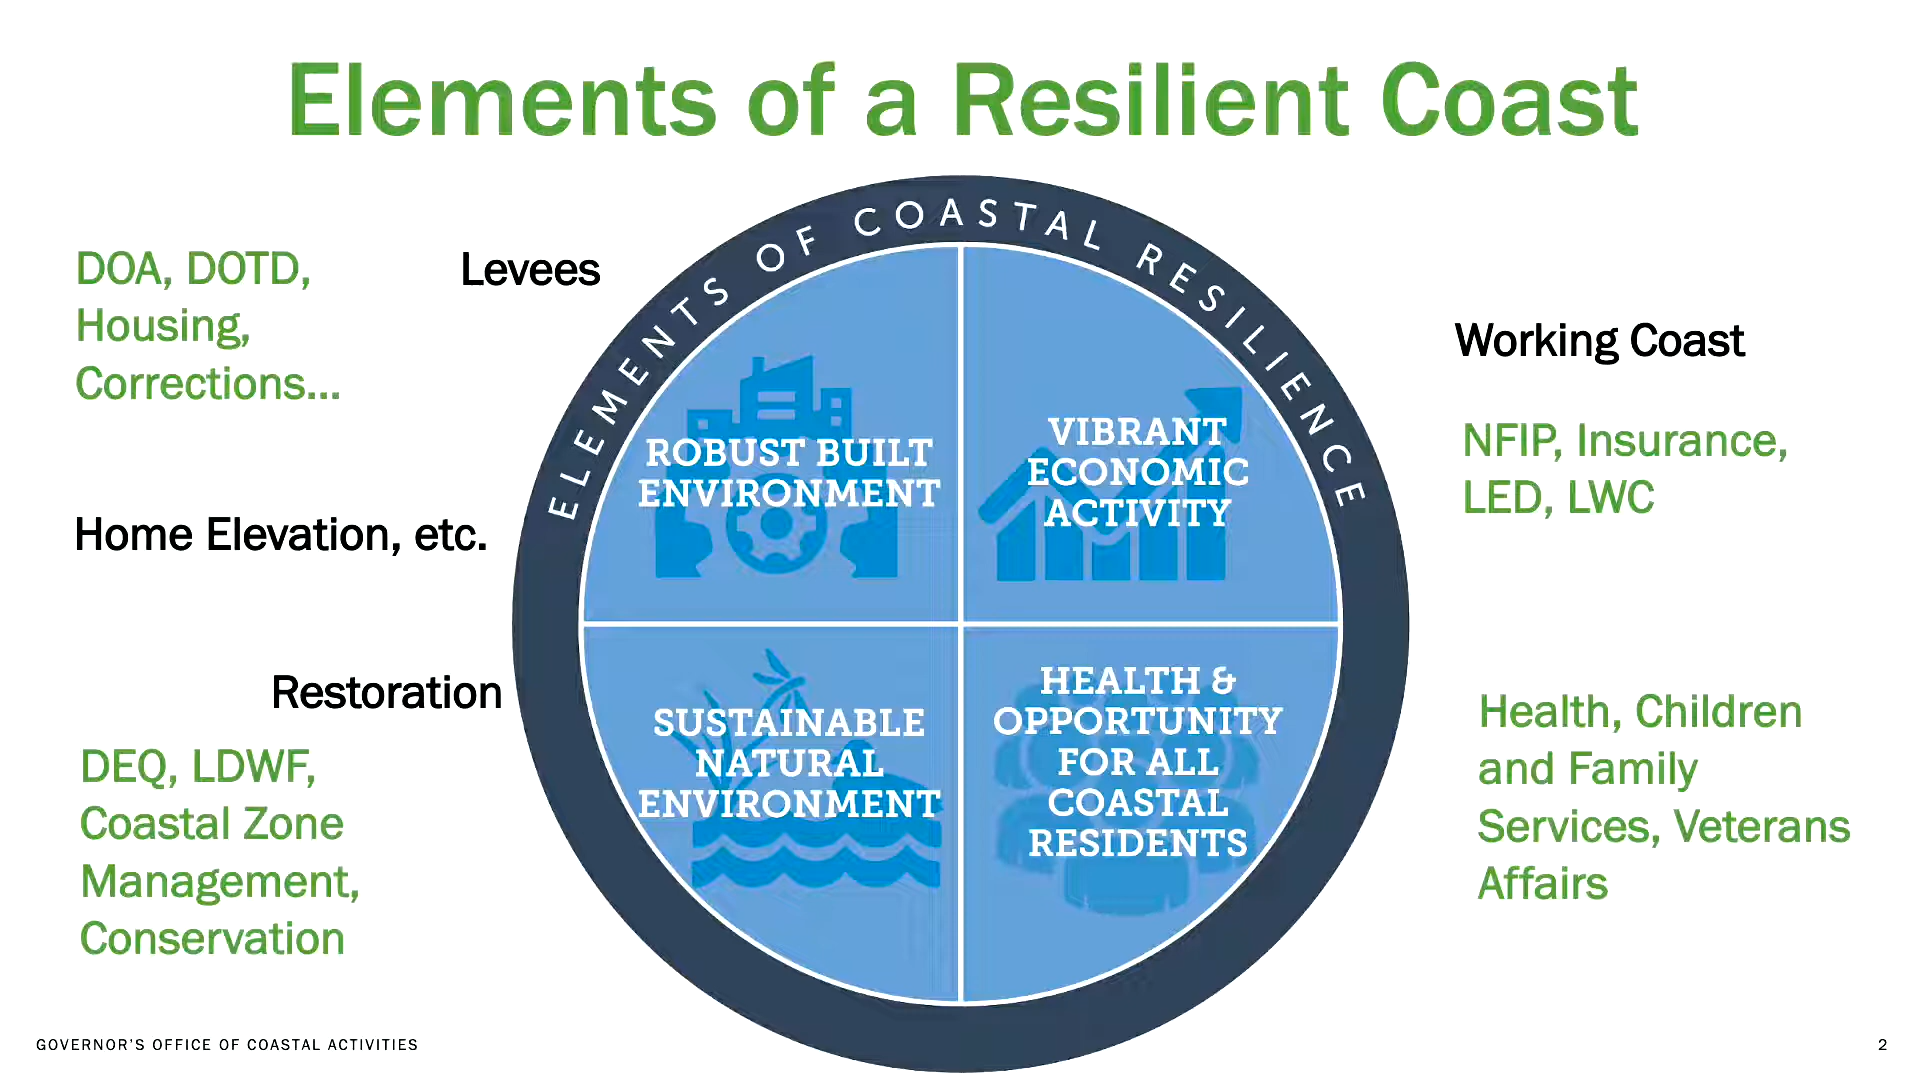 Elements of a Resilient Coast
ELEMENTS OF COASTAL RESILIENCE
DOA, DOTD,
Housing,
Corrections...
Levees
Home Elevation, etc.
ROBUST BUILT
ENVIRONMENT
VIBRANT
ECONOMIC
ACTIVITY
Working Coast
NFIP, Insurance,
LED, LWC
Restoration
DEQ, LDWF,
Coastal Zone
Management,
Conservation
SUSTAINABLE
NATURAL
ENVIRONMENT
HEALTH &
OPPORTUNITY
FOR ALL
COASTAL
RESIDENTS
Health, Children
and Family
Services, Veterans
Affairs
GOVERNOR'S OFFICE OF COASTAL ACTIVITIES
2